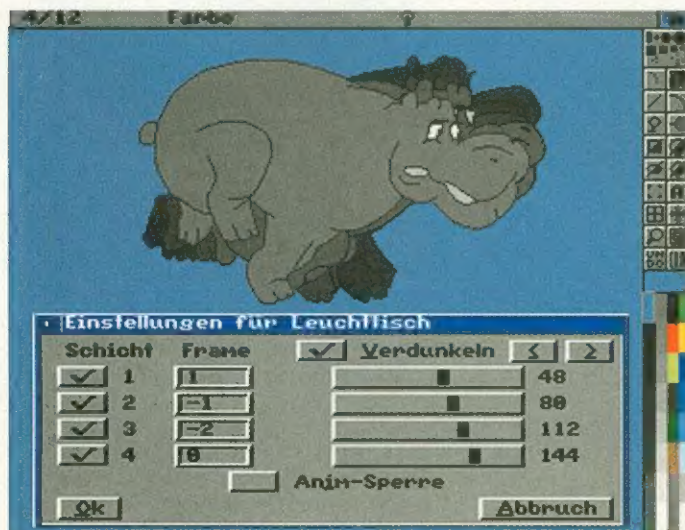 4/12 Farbe
Einstellungen für Leuchttisch
Schicht Frame Verdunkeln < >
1 1 48
2 -1 80
3 -2 112
4 0 144
Anim-Sperre
Ok Abbruch